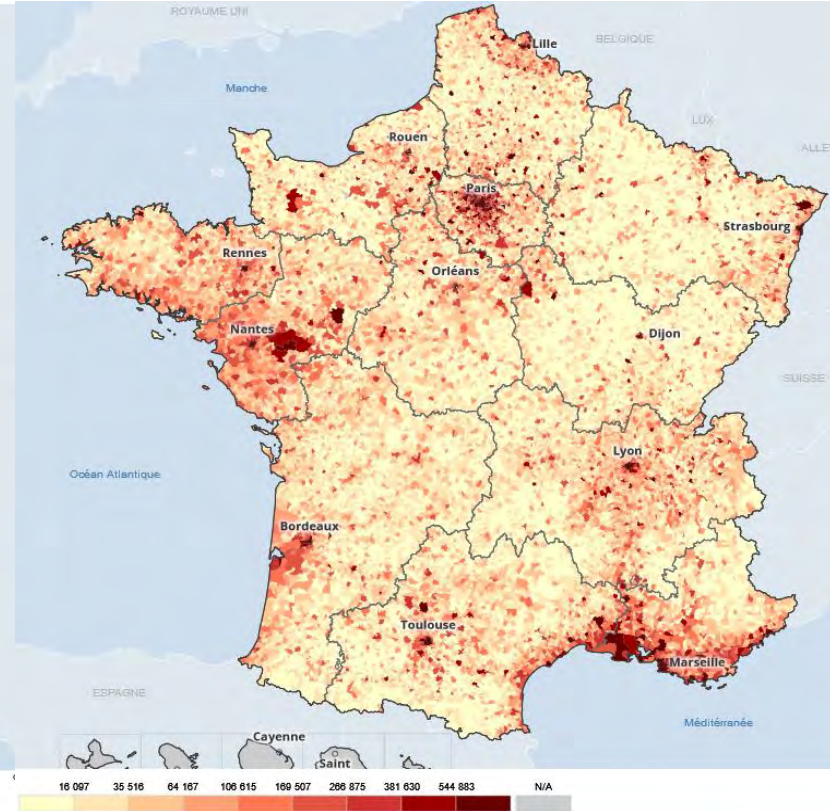 ROYAUME UNI
Lille
BELGIQUE
Manche
LUX
Rouen
ALLE
Paris
Strasbourg
Rennes
Orléans
Nantes
Dijon
SUISSE
Lyon
Océan Atlantique
Bordeaux
Toulouse
Marseille
ESPAGNE
Méditérranée
Cayenne
Saint
16 097 35 516 64 167 106 615 169 507 266 875 381 630 544 883 N/A